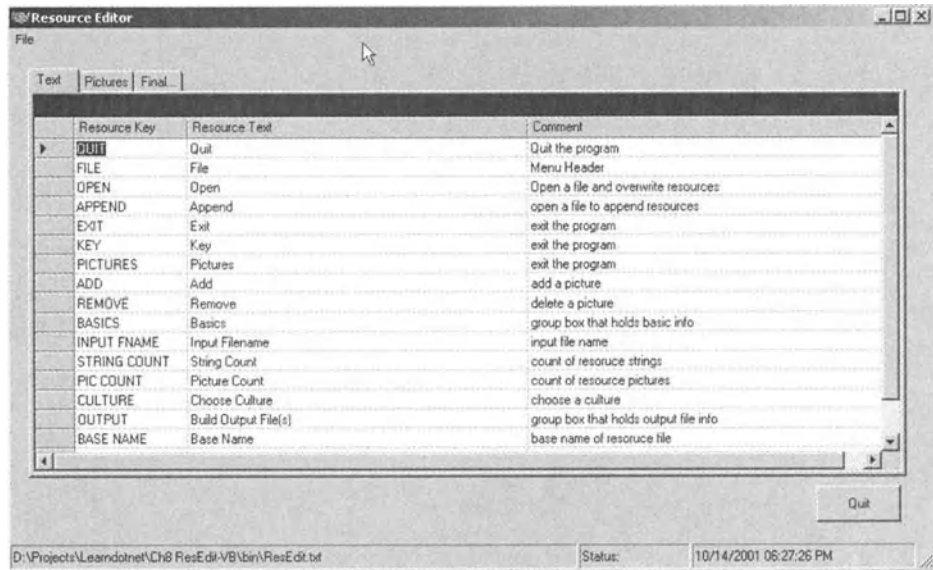 Resource Editor
File
Text Pictures Final...
Resource Key Resource Text Comment
QUIT Quit Quit the program
FILE File Menu Header
OPEN Open Open a file and overwrite resources
APPEND Append open a file to append resources
EXIT Exit exit the program
KEY Key exit the program
PICTURES Pictures exit the program
ADD Add add a picture
REMOVE Remove delete a picture
BASICS Basics group box that holds basic info
INPUT FNAME Input Filename input file name
STRING COUNT String Count count of resoruce strings
PIC COUNT Picture Count count of resource pictures
CULTURE Choose Culture choose a culture
OUTPUT Build Output File(s) group box that holds output file info
BASE NAME Base Name base name of resoruce file
Quit
D:\Projects\Learndotnet\Ch8 ResEdit-VB\bin\ResEdit.txt Status: 10/14/2001 06:27:26 PM